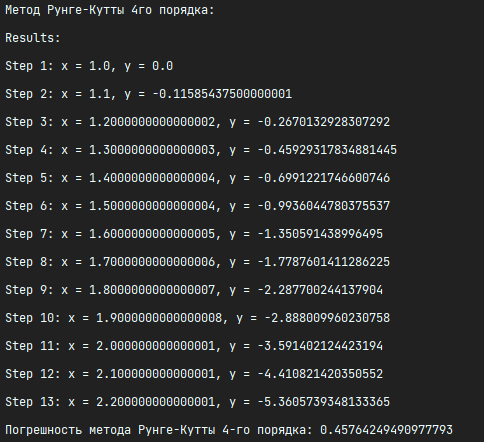 Метод Рунге-Кутты 4го порядка:
Results:
Step 1: x = 1.0, y = 0.0
Step 2: x = 1.1, y = -0.11585437500000001
Step 3: x = 1.2000000000000002, y = -0.2670132928307292
Step 4: x = 1.3000000000000003, y = -0.45929317834881445
Step 5: x = 1.4000000000000004, y = -0.6991221746600746
Step 6: x = 1.5000000000000004, y = -0.9936044780375537
Step 7: x = 1.6000000000000005, y = -1.350591438996495
Step 8: x = 1.7000000000000006, y = -1.7787601411286225
Step 9: x = 1.8000000000000007, y = -2.287700244137904
Step 10: x = 1.9000000000000008, y = -2.888009960230758
Step 11: x = 2.000000000000001, y = -3.591402124423194
Step 12: x = 2.100000000000001, y = -4.410821420350552
Step 13: x = 2.200000000000001, y = -5.3605739348133365
Погрешность метода Рунге-Кутты 4-го порядка: 0.45764249490977793